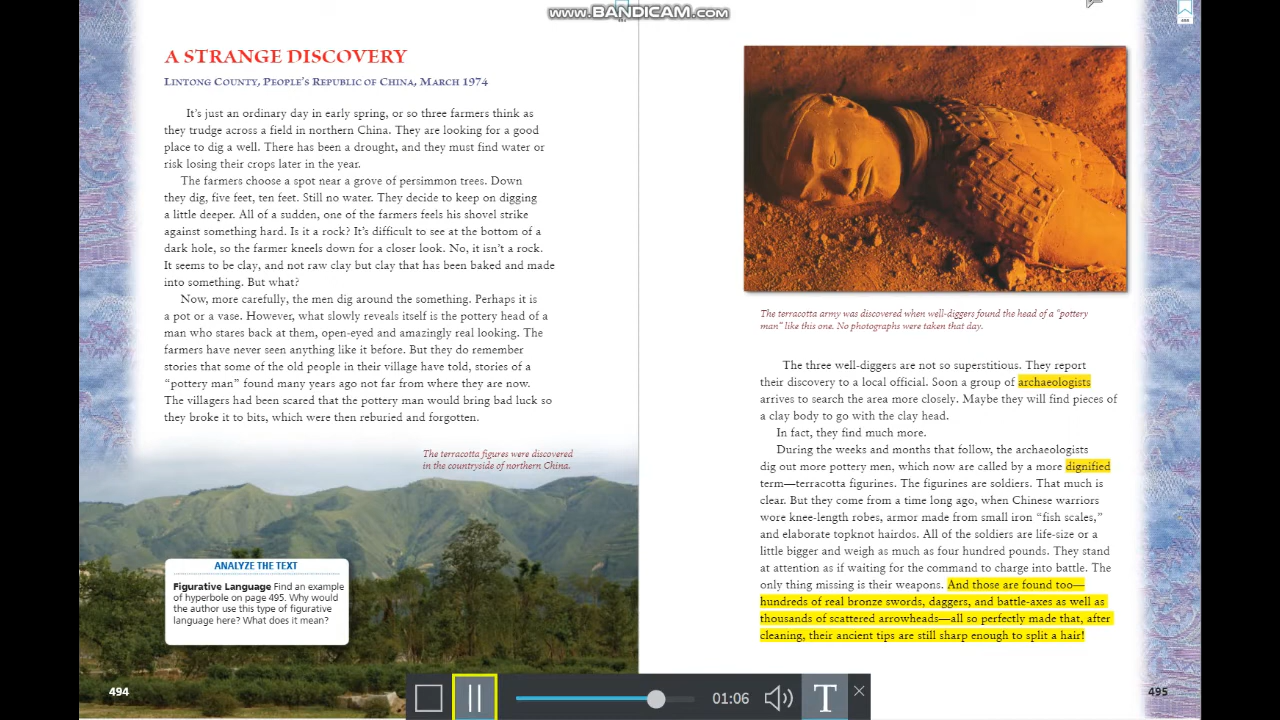 www.BANDICAM.com
A STRANGE DISCOVERY
LINTONG COUNTY, PEOPLE'S REPUBLIC OF CHINA, MARCH 1974
It's just an ordinary day in early spring, or so three farmers think as
they trudge across a field in northern China. They are looking for a good
place to dig a well. There has been a drought, and they must find water or
risk losing their crops later in the year.
The farmers choose a spot near a grove of persimmon trees. Down
they dig, five feet, ten feet. Still no water. They decide to keep on digging
a little deeper. All of a sudden, one of the farmers feels his shovel strike
against something hard. Is it a rock? It's difficult to see at the bottom of a
dark hole, so the farmer kneels down for a closer look. No, it isn't a rock.
It seems to be clay, and not raw clay but clay that has been baked and made
into something. But what?
Now, more carefully, the men dig around the something. Perhaps it is
a pot or a vase. However, what slowly reveals itself is the pottery head of a
man who stares back at them, open-eyed and amazingly real looking. The
farmers have never seen anything like it before. But they do remember
stories that some of the old people in their village have told, stories of a
“pottery man” found many years ago not far from where they are now.
The villagers had been scared that the pottery man would bring bad luck so
they broke it to bits, which were then reburied and forgotten.
The terracotta figures were discovered
in the countryside of northern China.
ANALYZE THE TEXT
Figurative Language Find an example
of hyperbole on page 495. Why would
the author use this type of figurative
language here? What does it mean?
494
The terracotta army was discovered when well-diggers found the head of a “pottery
man” like this one. No photographs were taken that day.
The three well-diggers are not so superstitious. They report
their discovery to a local official. Soon a group of archaeologists
arrives to search the area more closely. Maybe they will find pieces of
a clay body to go with the clay head.
In fact, they find much more.
During the weeks and months that follow, the archaeologists
dig out more pottery men, which now are called by a more dignified
term—terracotta figurines. The figurines are soldiers. That much is
clear. But they come from a time long ago, when Chinese warriors
wore knee-length robes, armor made from small iron “fish scales,”
and elaborate topknot hairdos. All of the soldiers are life-size or a
little bigger and weigh as much as four hundred pounds. They stand
at attention as if waiting for the command to charge into battle. The
only thing missing is their weapons. And those are found too—
hundreds of real bronze swords, daggers, and battle-axes as well as
thousands of scattered arrowheads—all so perfectly made that, after
cleaning, their ancient tips are still sharp enough to split a hair!
495
01:06
T